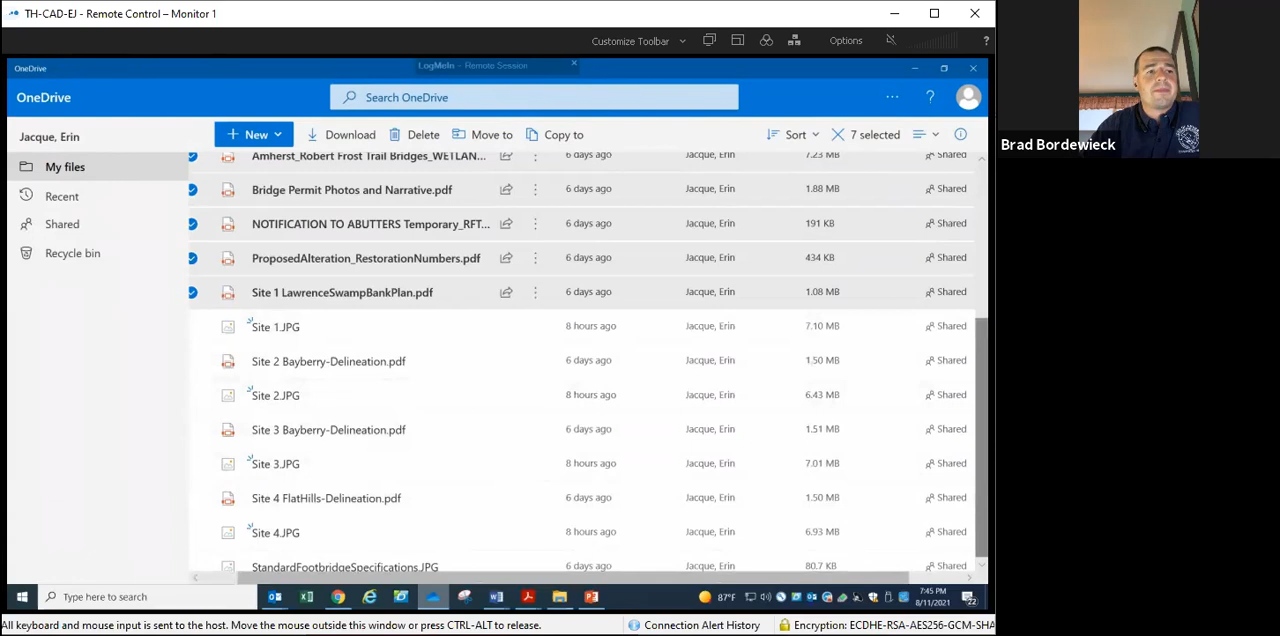 TH-CAD-EJ - Remote Control – Monitor 1
Customize Toolbar Options ?
OneDrive LogMeIn – Remote Session
OneDrive Search OneDrive ... ?
Jacque, Erin + New Download Delete Move to Copy to Sort 7 selected
My files
Recent
Shared
Recycle bin
Amherst_Robert Frost Trail Bridges_WETLAN... 6 days ago Jacque, Erin 7.23 MB Shared
Bridge Permit Photos and Narrative.pdf 6 days ago Jacque, Erin 1.88 MB Shared
NOTIFICATION TO ABUTTERS Temporary_RFT... 6 days ago Jacque, Erin 191 KB Shared
ProposedAlteration_RestorationNumbers.pdf 6 days ago Jacque, Erin 434 KB Shared
Site 1 LawrenceSwampBankPlan.pdf 6 days ago Jacque, Erin 1.08 MB Shared
Site 1.JPG 8 hours ago Jacque, Erin 7.10 MB Shared
Site 2 Bayberry-Delineation.pdf 6 days ago Jacque, Erin 1.50 MB Shared
Site 2.JPG 8 hours ago Jacque, Erin 6.43 MB Shared
Site 3 Bayberry-Delineation.pdf 6 days ago Jacque, Erin 1.51 MB Shared
Site 3.JPG 8 hours ago Jacque, Erin 7.01 MB Shared
Site 4 FlatHills-Delineation.pdf 6 days ago Jacque, Erin 1.50 MB Shared
Site 4.JPG 8 hours ago Jacque, Erin 6.93 MB Shared
StandardFootbridgeSpecifications.JPG 6 days ago Jacque, Erin 80.7 KB Shared
Type here to search 87°F 7:45 PM
8/11/2021
22
All keyboard and mouse input is sent to the host. Move the mouse outside this window or press CTRL-ALT to release. Connection Alert History Encryption: ECDHE-RSA-AES256-GCM-SHA
Brad Bordewieck